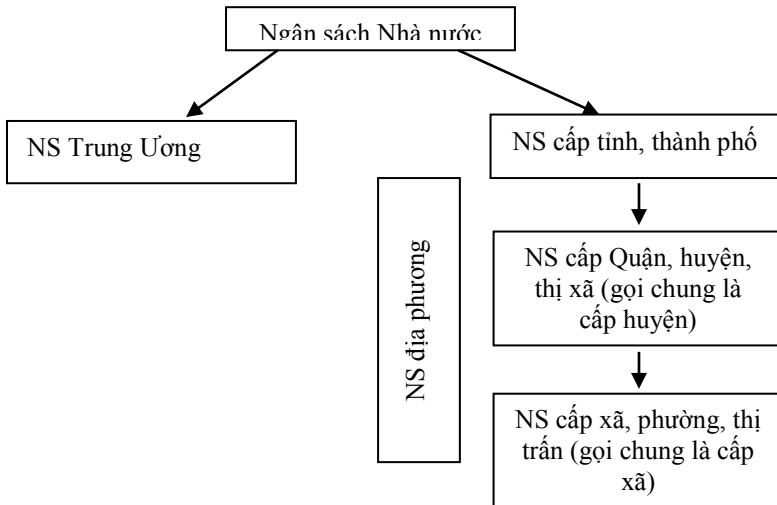 Ngân sách Nhà nước
NS Trung Ương
NS cấp tỉnh, thành phố
NS địa phương
NS cấp Quận, huyện,
thị xã (gọi chung là
cấp huyện)
NS cấp xã, phường, thị
trấn (gọi chung là cấp
xã)